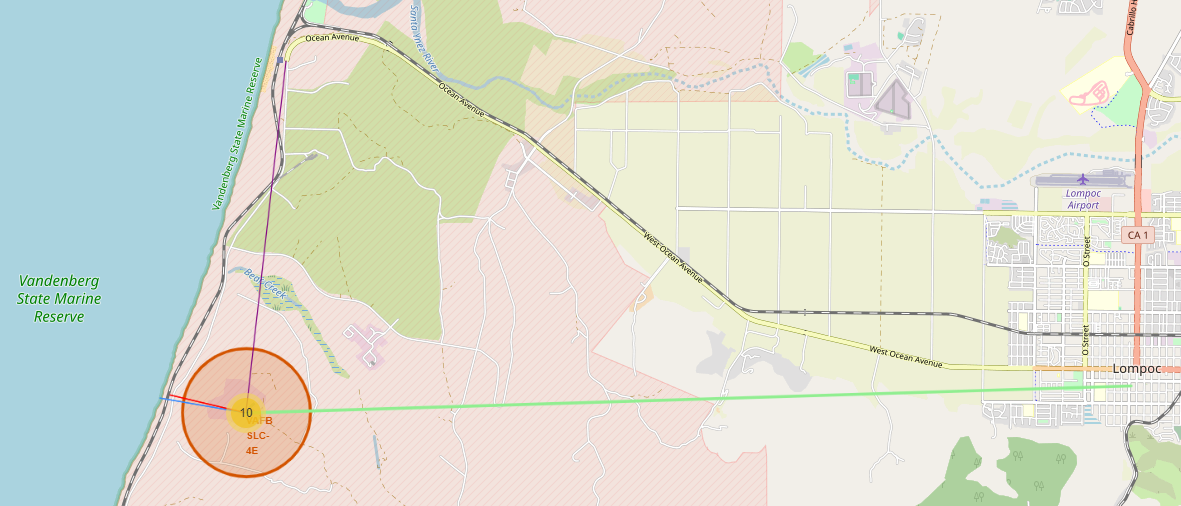 Ocean Avenue
Santa Ynez River
Cabrillo H
Vandenberg State Marine Reserve
Ocean Avenue
Lompoc
Airport
CA 1
O Street
West Ocean Avenue
Bear Creek
Vandenberg
State Marine
Reserve
O Street
West Ocean Avenue
Lompoc
10
AFB
SLC-
4E